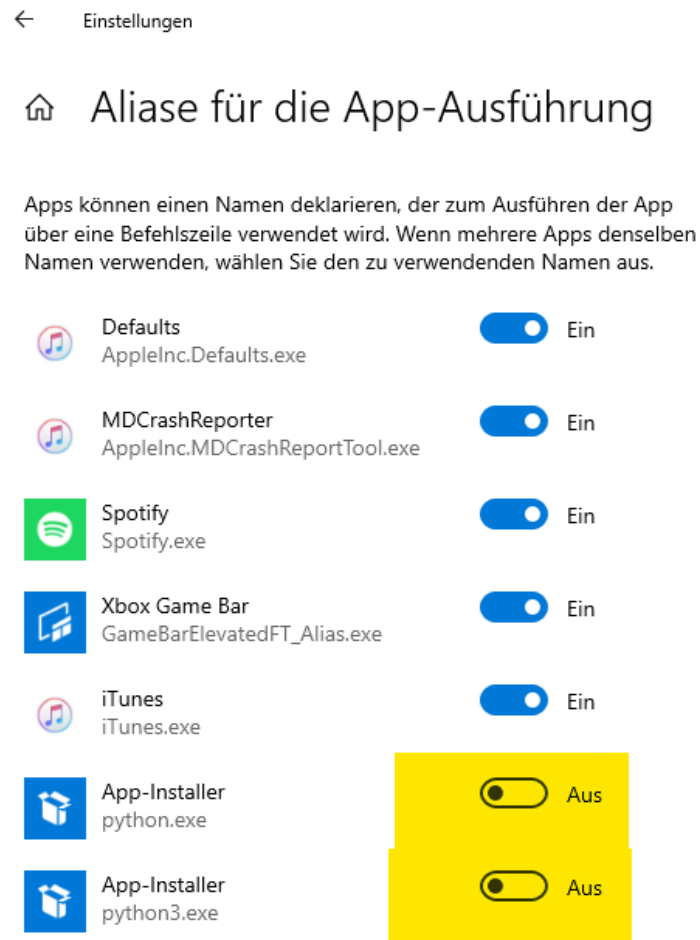 Einstellungen
Aliase für die App-Ausführung
Apps können einen Namen deklarieren, der zum Ausführen der App
über eine Befehlszeile verwendet wird. Wenn mehrere Apps denselben
Namen verwenden, wählen Sie den zu verwendenden Namen aus.
Defaults
AppleInc.Defaults.exe
Ein
MDCrashReporter
AppleInc.MDCrashReportTool.exe
Ein
Spotify
Spotify.exe
Ein
Xbox Game Bar
GameBarElevatedFT_Alias.exe
Ein
iTunes
iTunes.exe
Ein
App-Installer
python.exe
Aus
App-Installer
python3.exe
Aus